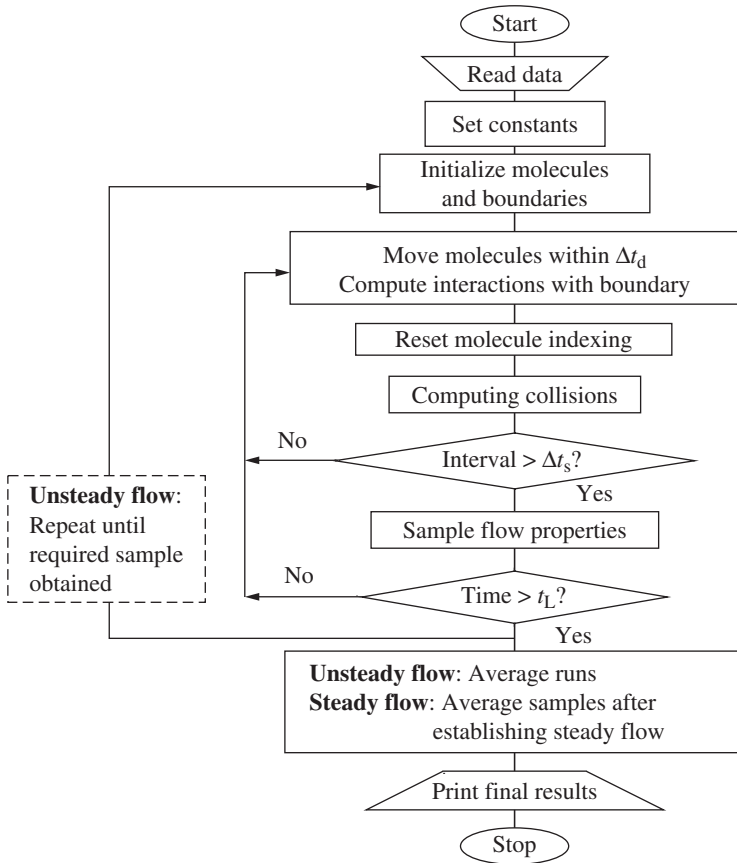 Start
Read data
Set constants
Initialize molecules
and boundaries
Move molecules within Δt_d
Compute interactions with boundary
Reset molecule indexing
Computing collisions
No
Interval > Δt_s?
Yes
Unsteady flow:
Repeat until
required sample
obtained
Sample flow properties
No
Time > t_L?
Yes
Unsteady flow: Average runs
Steady flow: Average samples after
establishing steady flow
Print final results
Stop